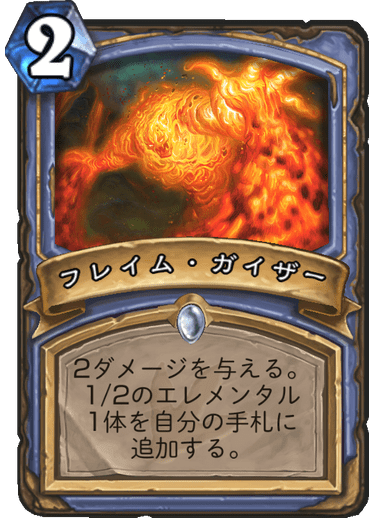 2
フレイム・ガイザー
2ダメージを与える。
1/2のエレメンタル
1体を自分の手札に
追加する。